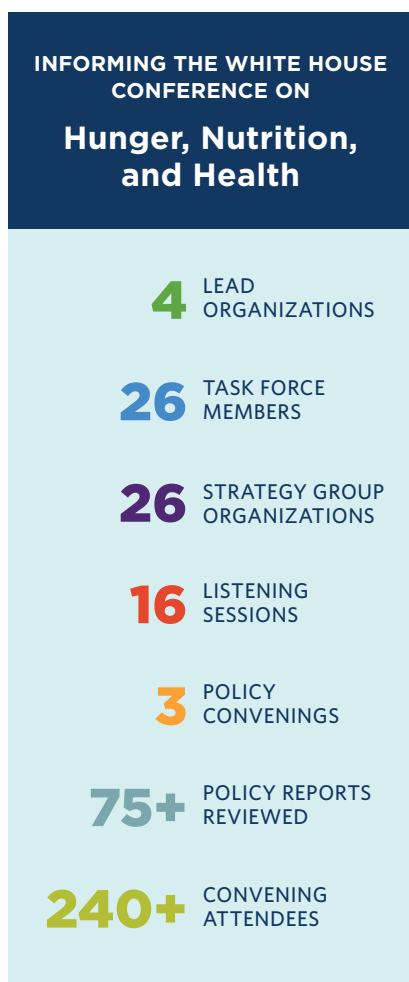 INFORMING THE WHITE HOUSE
CONFERENCE ON
Hunger, Nutrition,
and Health
4 LEAD
ORGANIZATIONS
26 TASK FORCE
MEMBERS
26 STRATEGY GROUP
ORGANIZATIONS
16 LISTENING
SESSIONS
3 POLICY
CONVENINGS
75+ POLICY REPORTS
REVIEWED
240+ CONVENING
ATTENDEES